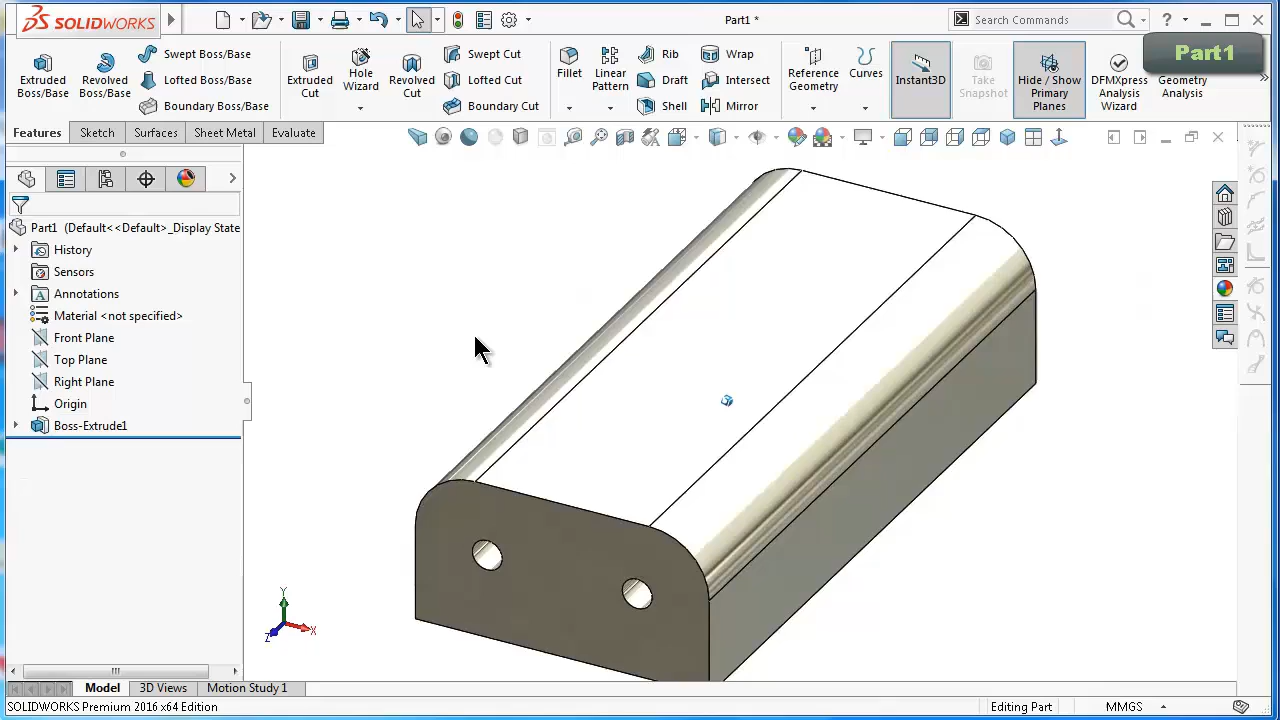 SOLIDWORKS
Part1 *
Search Commands
?
Extruded Boss/Base
Revolved Boss/Base
Swept Boss/Base
Lofted Boss/Base
Boundary Boss/Base
Extruded Cut
Hole Wizard
Revolved Cut
Swept Cut
Lofted Cut
Boundary Cut
Fillet
Linear Pattern
Rib
Draft
Shell
Wrap
Intersect
Mirror
Reference Geometry
Curves
Instant3D
Take Snapshot
Hide / Show Primary Planes
DFMXpress Analysis Wizard
Geometry Analysis
Part1
Features
Sketch
Surfaces
Sheet Metal
Evaluate
Part1 (Default<<Default>_Display State
History
Sensors
Annotations
Material <not specified>
Front Plane
Top Plane
Right Plane
Origin
Boss-Extrude1
Y
X
Z
Model
3D Views
Motion Study 1
SOLIDWORKS Premium 2016 x64 Edition
Editing Part
MMGS